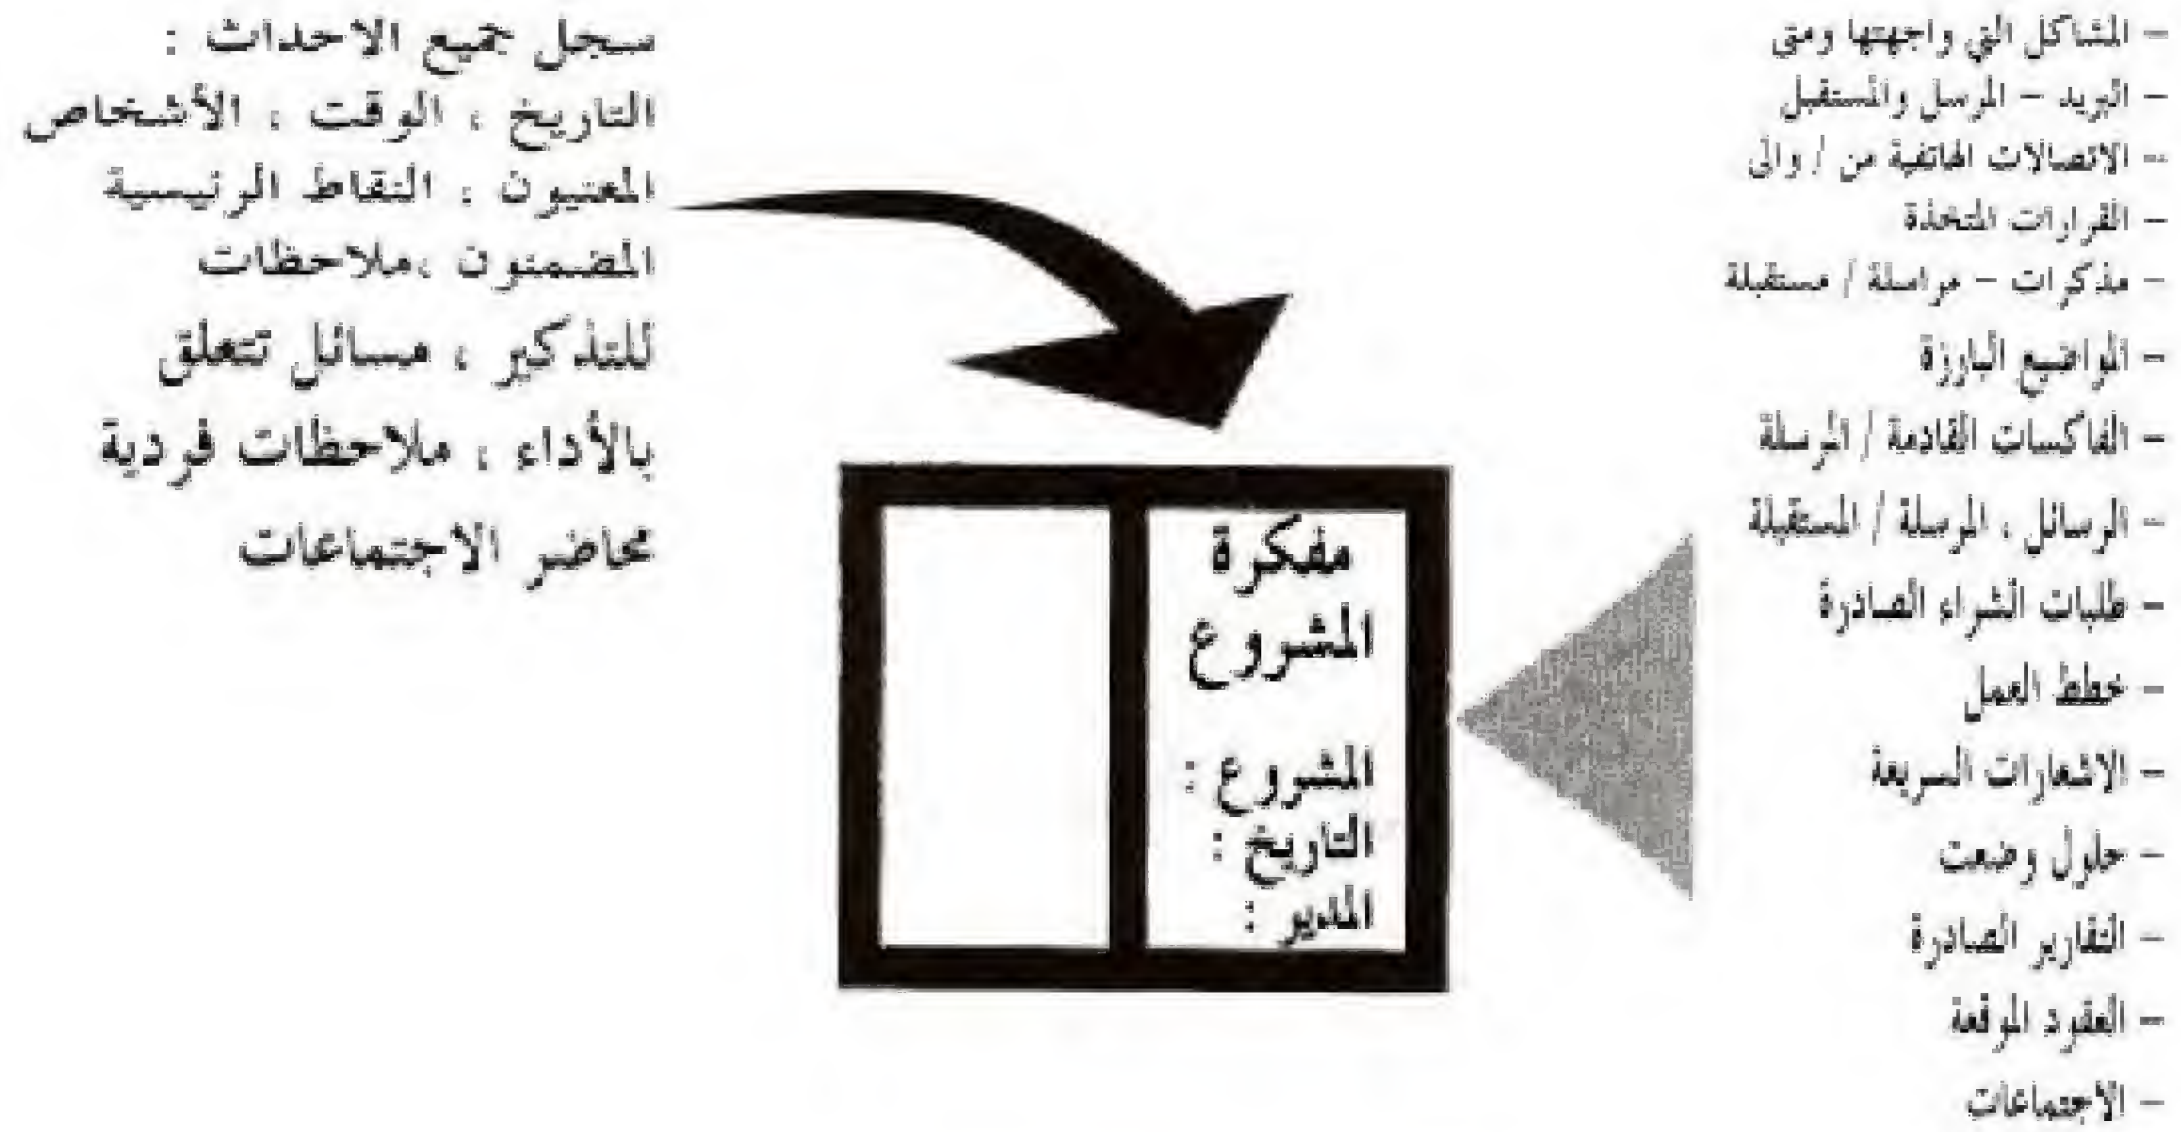 – المشاكل التي واجهتها ومتى
– البريد – المرسل والمستقبل
– الاتصالات الهاتفية من / والى
– القرارات المتخذة
– مذكرات – مراسلة / مستقبلة
– المواضيع البارزة
– الفاكسات القادمة / المرسلة
– الرسائل ، المرسلة / المستقبلة
– طلبات الشراء الصادرة
– خطط العمل
– الاشعارات السريعة
– حلول وضعت
– التقارير الصادرة
– العقود الموقعة
– الاجتماعات
مفكرة
المشروع
المشروع :
التاريخ :
المدير :
سجل جميع الاحداث :
التاريخ ، الوقت ، الأشخاص
المعنيون ، النقاط الرئيسية
المضمنون ،ملاحظات
للتذكير ، مسائل تتعلق
بالأداء ، ملاحظات فردية
محاضر الاجتماعات